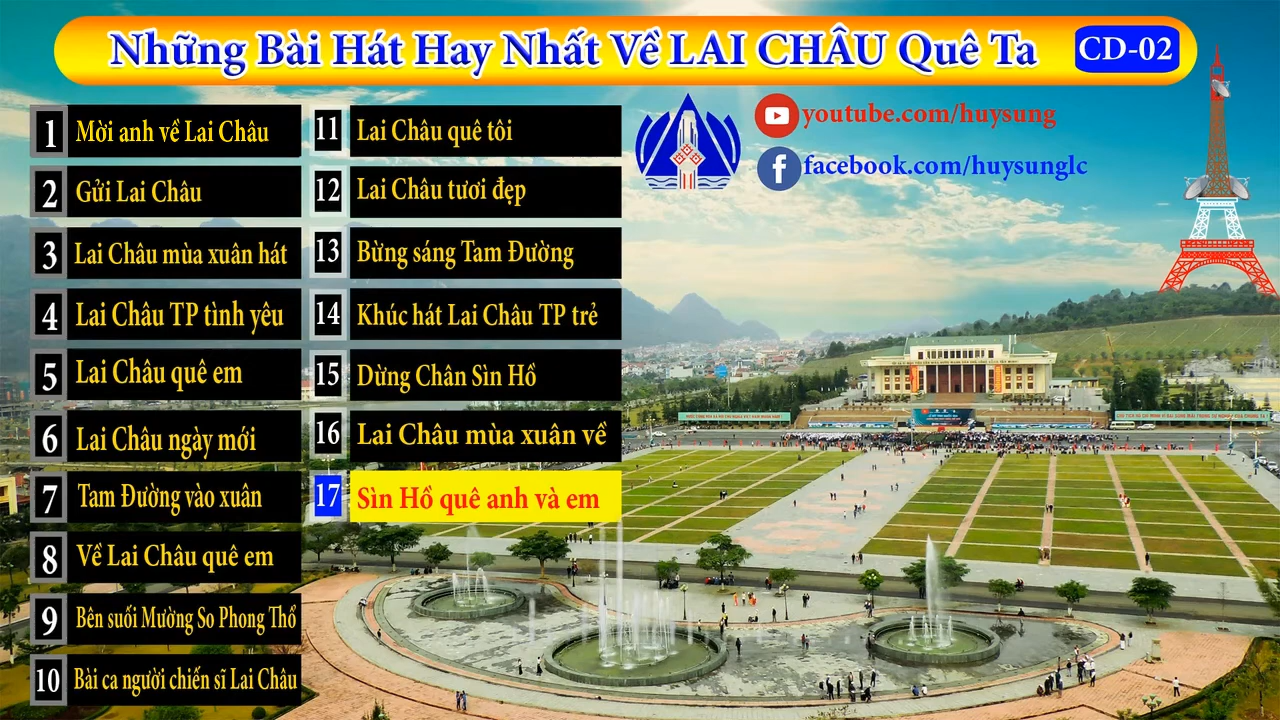 Những Bài Hát Hay Nhất Về LAI CHÂU Quê Ta
CD-02
1 Mời anh về Lai Châu
2 Gửi Lai Châu
3 Lai Châu mùa xuân hát
4 Lai Châu TP tình yêu
5 Lai Châu quê em
6 Lai Châu ngày mới
7 Tam Đường vào xuân
8 Về Lai Châu quê em
9 Bên suối Mường So Phong Thổ
10 Bài ca người chiến sĩ Lai Châu
11 Lai Châu quê tôi
12 Lai Châu tươi đẹp
13 Bừng sáng Tam Đường
14 Khúc hát Lai Châu TP trẻ
15 Dừng Chân Sìn Hồ
16 Lai Châu mùa xuân về
17 Sìn Hồ quê anh và em
youtube.com/huysung
facebook.com/huysunglc